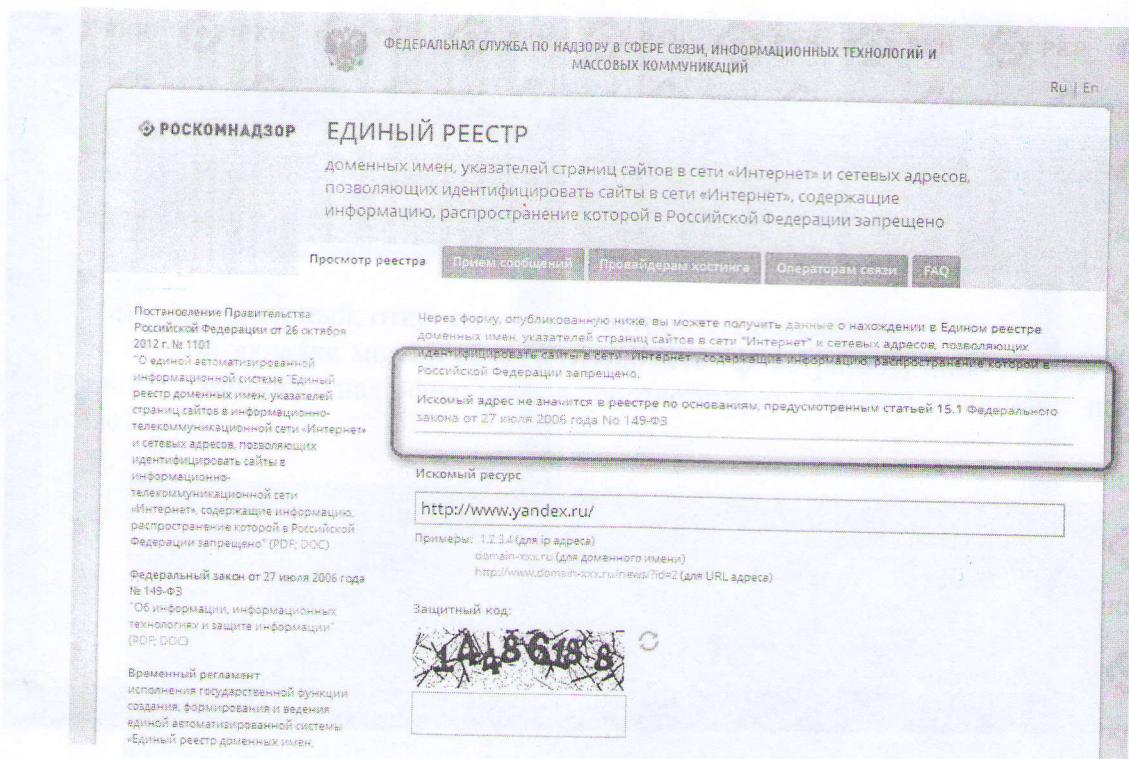 ФЕДЕРАЛЬНАЯ СЛУЖБА ПО НАДЗОРУ В СФЕРЕ СВЯЗИ, ИНФОРМАЦИОННЫХ ТЕХНОЛОГИЙ И
МАССОВЫХ КОММУНИКАЦИЙ
Ru | En
РОСКОМНАДЗОР
ЕДИНЫЙ РЕЕСТР
доменных имен, указателей страниц сайтов в сети «Интернет» и сетевых адресов,
позволяющих идентифицировать сайты в сети «Интернет», содержащие
информацию, распространение которой в Российской Федерации запрещено
Просмотр реестра
Прием сообщений
Провайдерам хостинга
Операторам связи
FAQ
Постановление Правительства
Российской Федерации от 26 октября
2012 г. № 1101
"О единой автоматизированной
информационной системе "Единый
реестр доменных имен, указателей
страниц сайтов в информационно-
телекоммуникационной сети «Интернет»
и сетевых адресов, позволяющих
идентифицировать сайты в
информационно-
телекоммуникационной сети
«Интернет», содержащие информацию,
распространение которой в Российской
Федерации запрещено" (PDF; DOC)
Федеральный закон от 27 июля 2006 года
№ 149-ФЗ
"Об информации, информационных
технологиях и защите информации"
(PDF; DOC)
Временный регламент
исполнения государственной функции
создания, формирования и ведения
единой автоматизированной системы
«Единый реестр доменных имен,
Через форму, опубликованную ниже, вы можете получить данные о нахождении в Едином реестре
доменных имен, указателей страниц сайтов в сети "Интернет" и сетевых адресов, позволяющих
идентифицировать сайты в сети "Интернет", содержащие информацию, распространение которой в
Российской Федерации запрещено.
Искомый адрес не значится в реестре по основаниям, предусмотренным статьей 15.1 Федерального
закона от 27 июля 2006 года No 149-ФЗ
Искомый ресурс
http://www.yandex.ru/
Примеры: 1.2.3.4 (для ip адреса)
domain-xxx.ru (для доменного имени)
http://www.domain-xxx.ru/news/?id=2 (для URL адреса)
Защитный код: